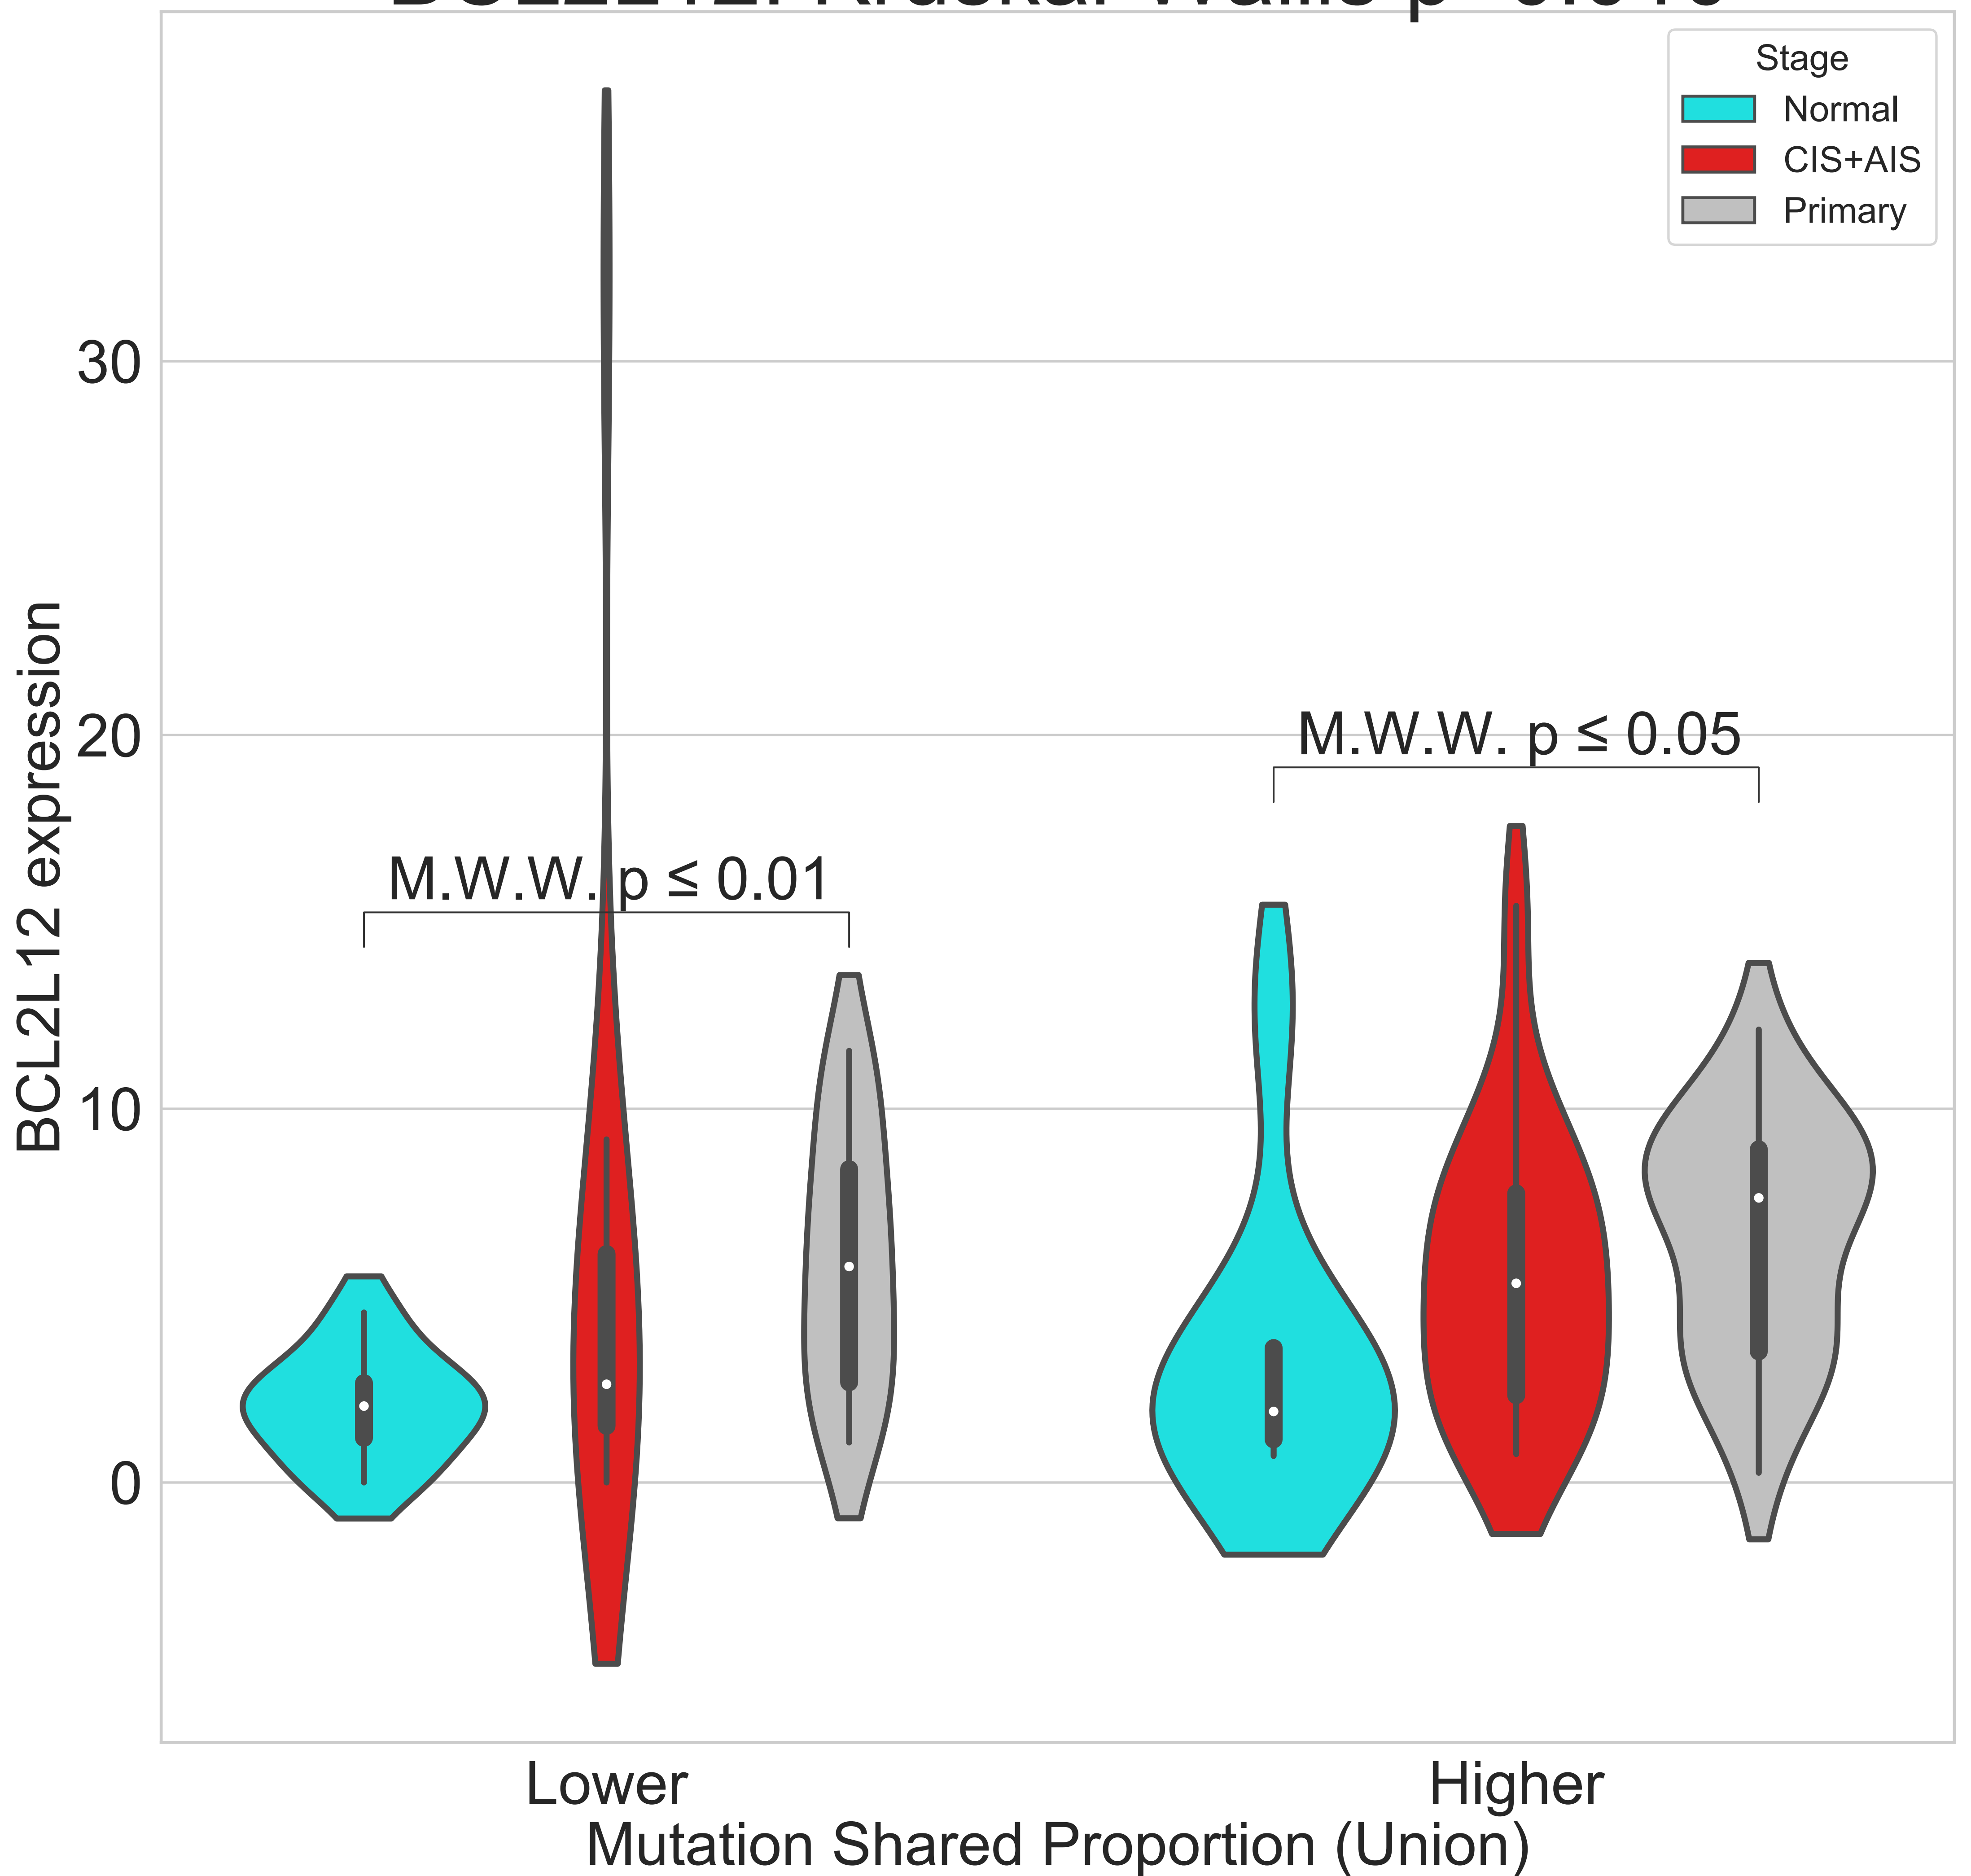 Stage
Normal
CIS+AIS
Primary
30
20
10
0
BCL2L12 expression
M.W.W. p ≤ 0.05
M.W.W. p ≤ 0.01
Lower
Higher
Mutation Shared Proportion (Union)